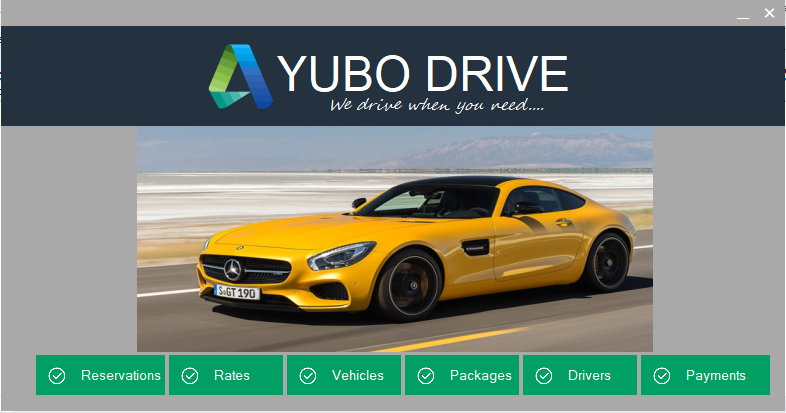 YUBO DRIVE
We drive when you need....
S GT 190
Reservations
Rates
Vehicles
Packages
Drivers
Payments